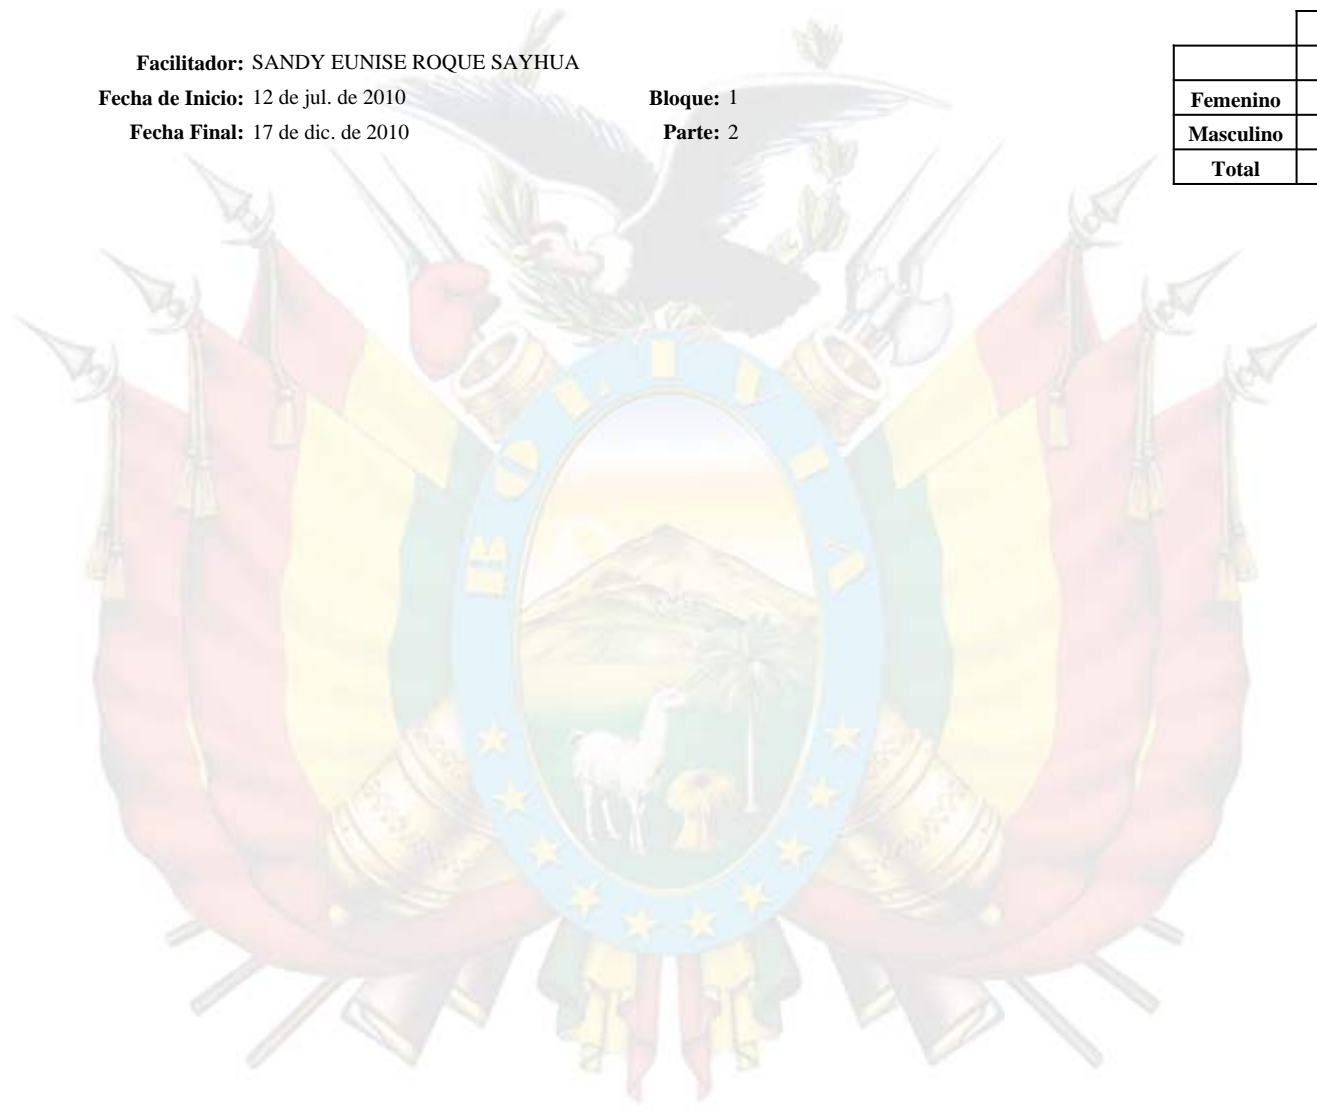 Facilitador: SANDY EUNISE ROQUE SAYHUA
Fecha de Inicio: 12 de jul. de 2010 Bloque: 1
Fecha Final: 17 de dic. de 2010 Parte: 2
Femenino
Masculino
Total
BOLIVIA